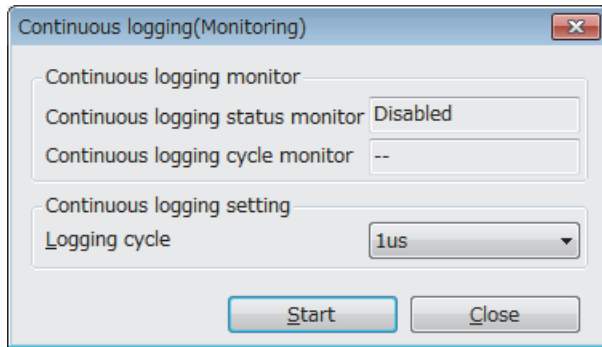 Continuous logging(Monitoring)
Continuous logging monitor
Continuous logging status monitor Disabled
Continuous logging cycle monitor --
Continuous logging setting
Logging cycle 1us
Start Close